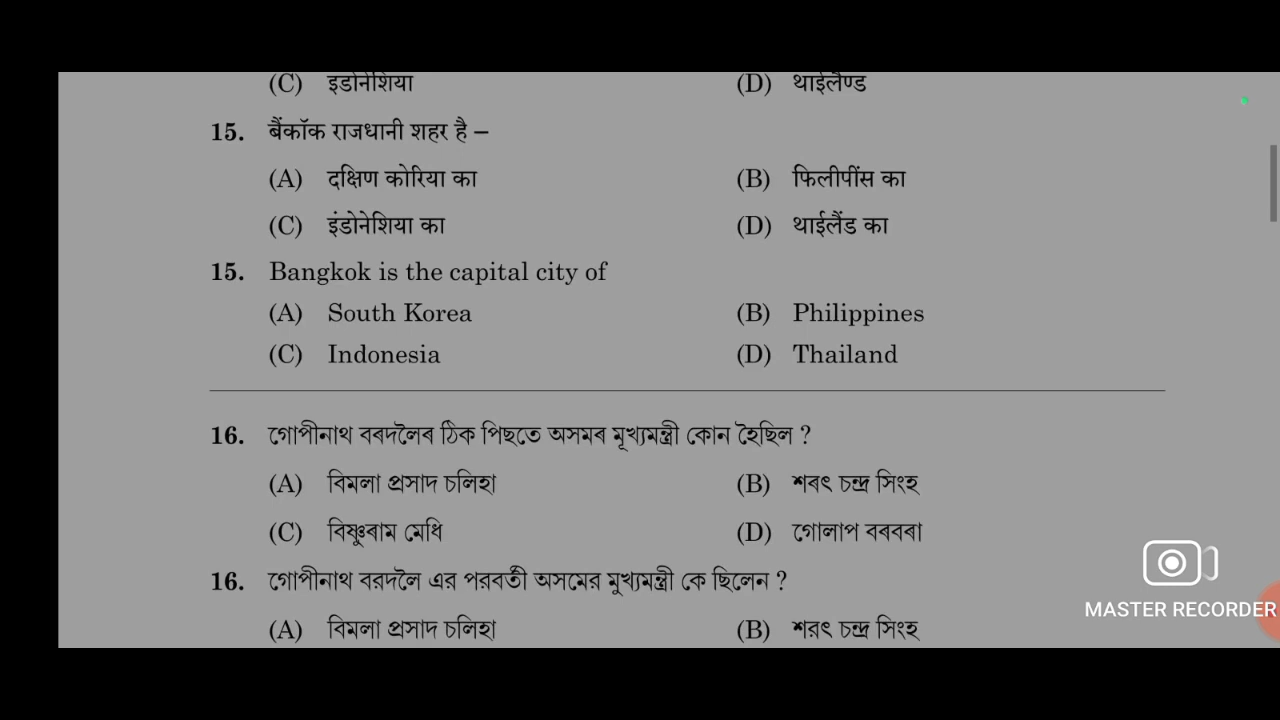 (C) इंडोनेशिया (D) थाईलैण्ड
15. बैंकॉक राजधानी शहर है –
(A) दक्षिण कोरिया का (B) फिलीपींस का
(C) इंडोनेशिया का (D) थाईलैंड का
15. Bangkok is the capital city of
(A) South Korea (B) Philippines
(C) Indonesia (D) Thailand
16. গোপীনাথ বৰদলৈৰ ঠিক পিছতে অসমৰ মূখ্যমন্ত্রী কোন হৈছিল ?
(A) বিমলা প্রসাদ চলিহা (B) শৰৎ চন্দ্র সিংহ
(C) বিষ্ণুৰাম মেধি (D) গোলাপ বৰবৰা
16. গোপীনাথ বরদলৈ এর পরবর্তী অসমের মুখ্যমন্ত্রী কে ছিলেন ?
(A) বিমলা প্রসাদ চলিহা (B) শরৎ চন্দ্র সিংহ
MASTER RECORDER